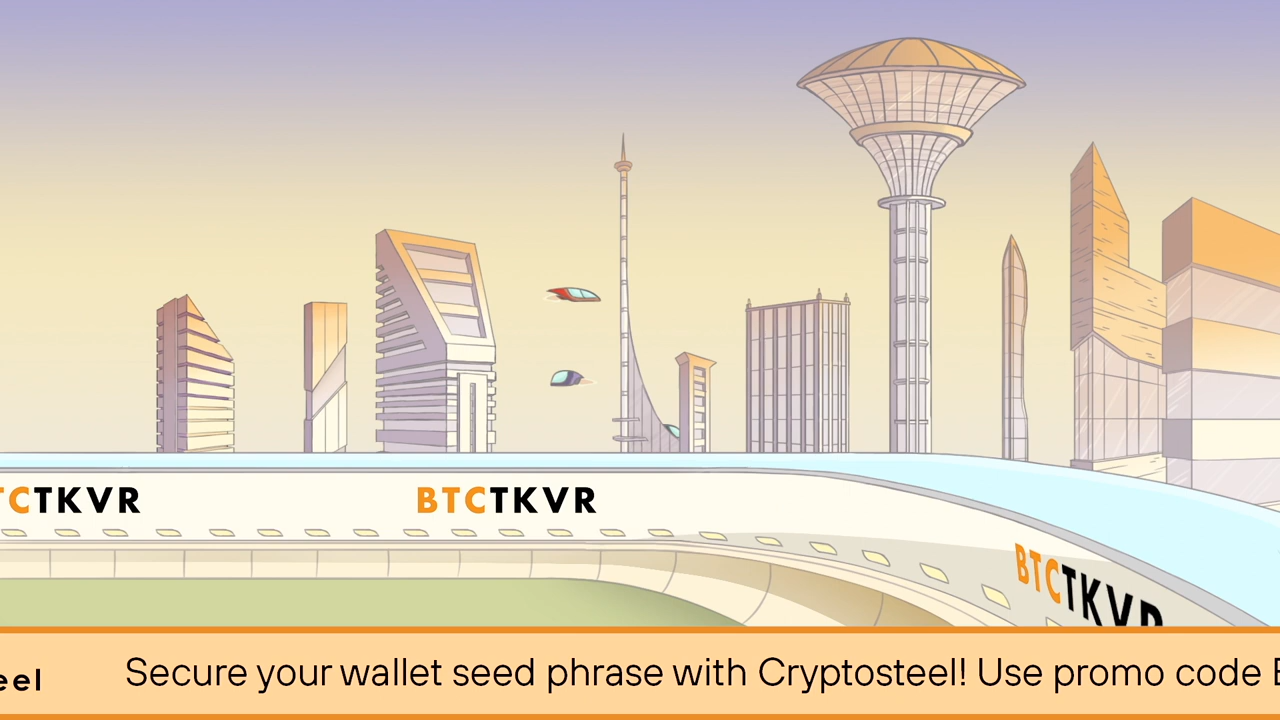 TCTKVR
BTCTKVR
BTCTKVR
eel
Secure your wallet seed phrase with Cryptosteel! Use promo code